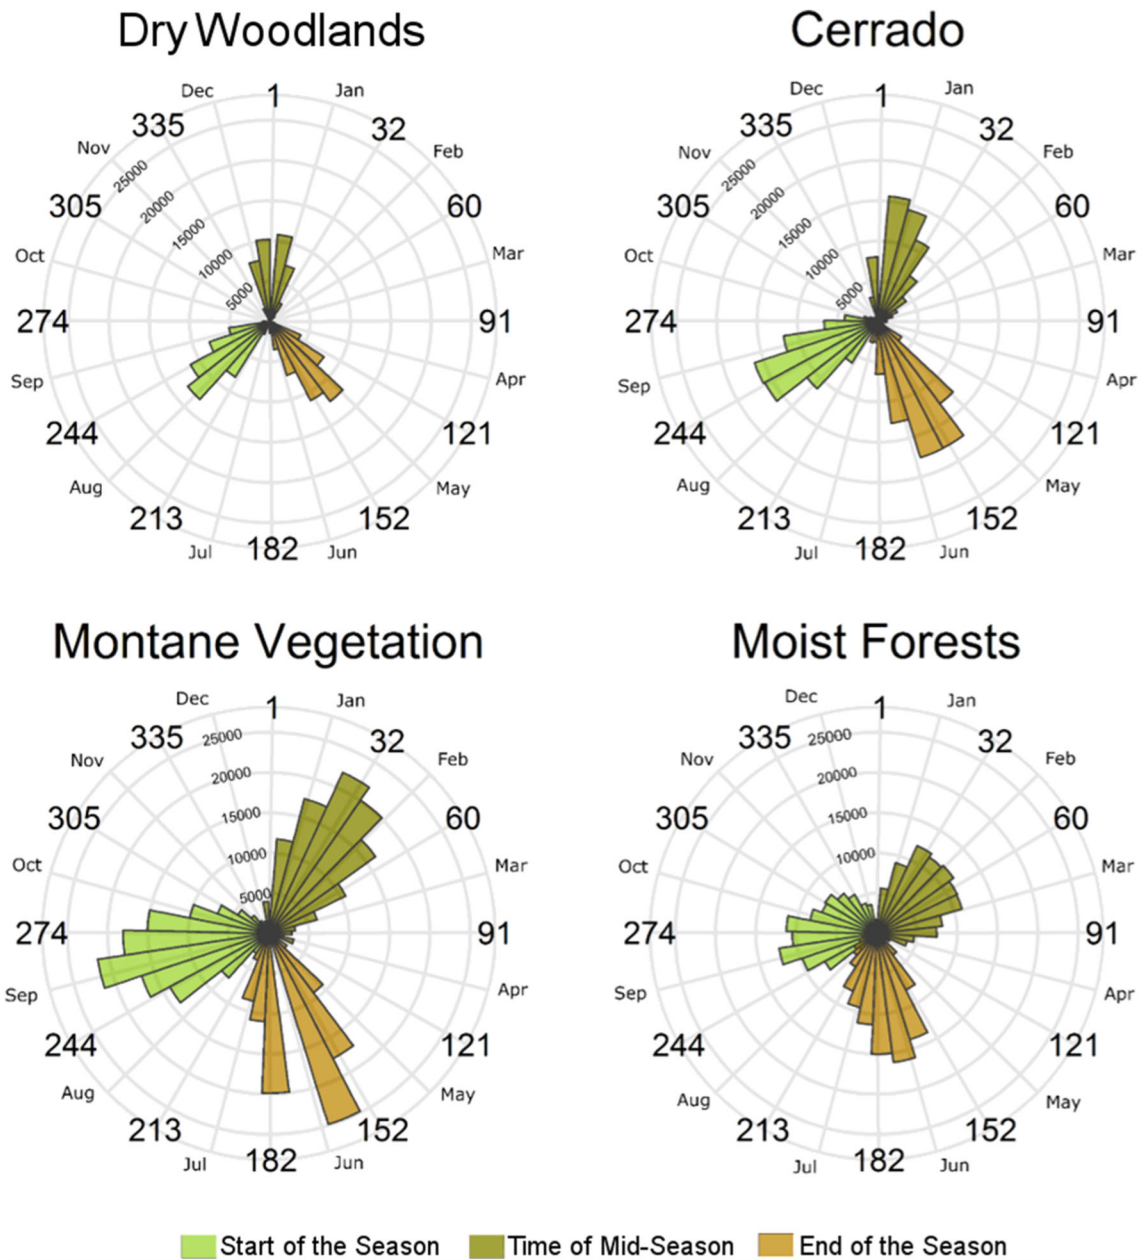 Dry Woodlands
Cerrado
Dec 1 Jan
335 32
Nov Feb
25000
305 20000 60
15000
Oct 10000 Mar
5000
274 91
Sep Apr
244 121
Aug May
213 152
Jul 182 Jun
Dec 1 Jan
335 32
Nov Feb
25000
305 20000 60
15000
Oct 10000 Mar
5000
274 91
Sep Apr
244 121
Aug May
213 152
Jul 182 Jun
Montane Vegetation
Moist Forests
Dec 1 Jan
335 25000 32
Nov Feb
20000
305 15000 60
Oct 10000 Mar
5000
274 91
Sep Apr
244 121
Aug May
213 152
Jul 182 Jun
Dec 1 Jan
335 25000 32
Nov Feb
20000
305 15000 60
Oct 10000 Mar
274 91
Sep Apr
244 121
Aug May
213 152
Jul 182 Jun
Start of the Season Time of Mid-Season End of the Season